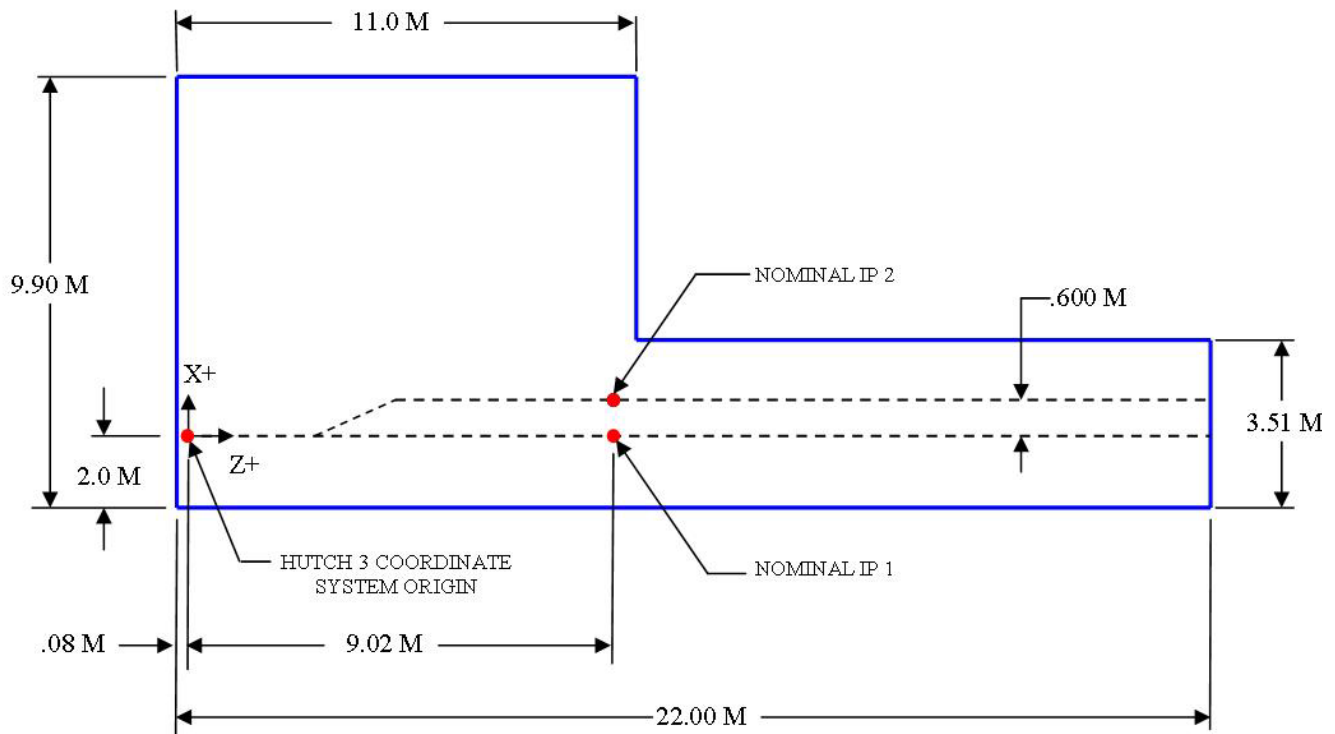 11.0 M
9.90 M
NOMINAL IP 2
.600 M
X+
3.51 M
Z+
2.0 M
HUTCH 3 COORDINATE
SYSTEM ORIGIN
NOMINAL IP 1
.08 M
9.02 M
22.00 M